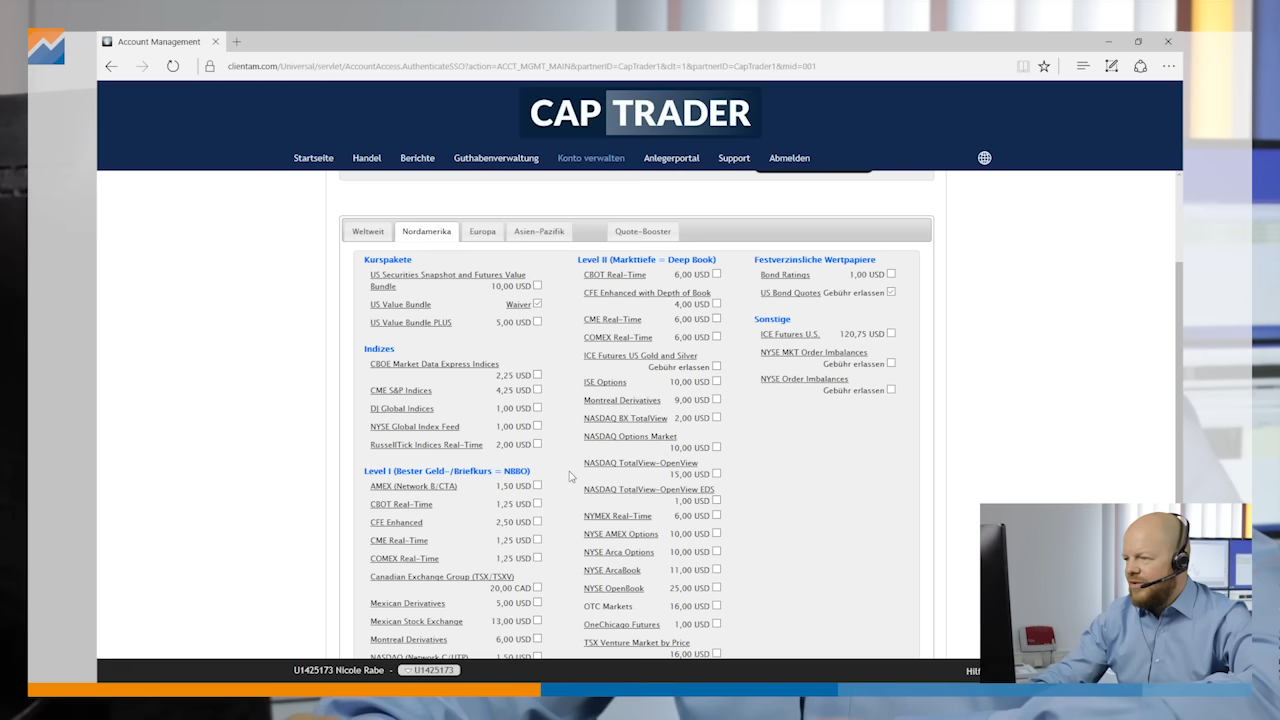 Account Management
clientam.com/Universal/servlet/AccountAccess.AuthenticateSSO?action=ACCT_MGMT_MAIN&partnerID=CapTrader1&clt=1&partnerID=CapTrader1&mid=001
CAP TRADER
Startseite Handel Berichte Guthabenverwaltung Konto verwalten Anlegerportal Support Abmelden
Weltweit Nordamerika Europa Asien-Pazifik Quote-Booster
Kurspakete
US Securities Snapshot and Futures Value
Bundle 10,00 USD
US Value Bundle Waiver
US Value Bundle PLUS 5,00 USD
Indizes
CBOE Market Data Express Indices
2,25 USD
CME S&P Indices 4,25 USD
DJ Global Indices 1,00 USD
NYSE Global Index Feed 1,00 USD
RussellTick Indices Real-Time 2,00 USD
Level I (Bester Geld-/Briefkurs = NBBO)
AMEX (Network B/CTA) 1,50 USD
CBOT Real-Time 1,25 USD
CFE Enhanced 2,50 USD
CME Real-Time 1,25 USD
COMEX Real-Time 1,25 USD
Canadian Exchange Group (TSX/TSXV)
20,00 CAD
Mexican Derivatives 5,00 USD
Mexican Stock Exchange 13,00 USD
Montreal Derivatives 6,00 USD
NASDAQ (Network C/UTP) 1,50 USD
Level II (Markttiefe = Deep Book)
CBOT Real-Time 6,00 USD
CFE Enhanced with Depth of Book
4,00 USD
CME Real-Time 6,00 USD
COMEX Real-Time 6,00 USD
ICE Futures US Gold and Silver
Gebühr erlassen
ISE Options 10,00 USD
Montreal Derivatives 9,00 USD
NASDAQ BX TotalView 2,00 USD
NASDAQ Options Market
10,00 USD
NASDAQ TotalView-OpenView
15,00 USD
NASDAQ TotalView-OpenView EDS
1,00 USD
NYMEX Real-Time 6,00 USD
NYSE AMEX Options 10,00 USD
NYSE Arca Options 10,00 USD
NYSE ArcaBook 11,00 USD
NYSE OpenBook 25,00 USD
OTC Markets 16,00 USD
OneChicago Futures 1,00 USD
TSX Venture Market by Price
16,00 USD
Festverzinsliche Wertpapiere
Bond Ratings 1,00 USD
US Bond Quotes Gebühr erlassen
Sonstige
ICE Futures U.S. 120,75 USD
NYSE MKT Order Imbalances
Gebühr erlassen
NYSE Order Imbalances
Gebühr erlassen
U1425173 Nicole Rabe - U1425173
Hilf